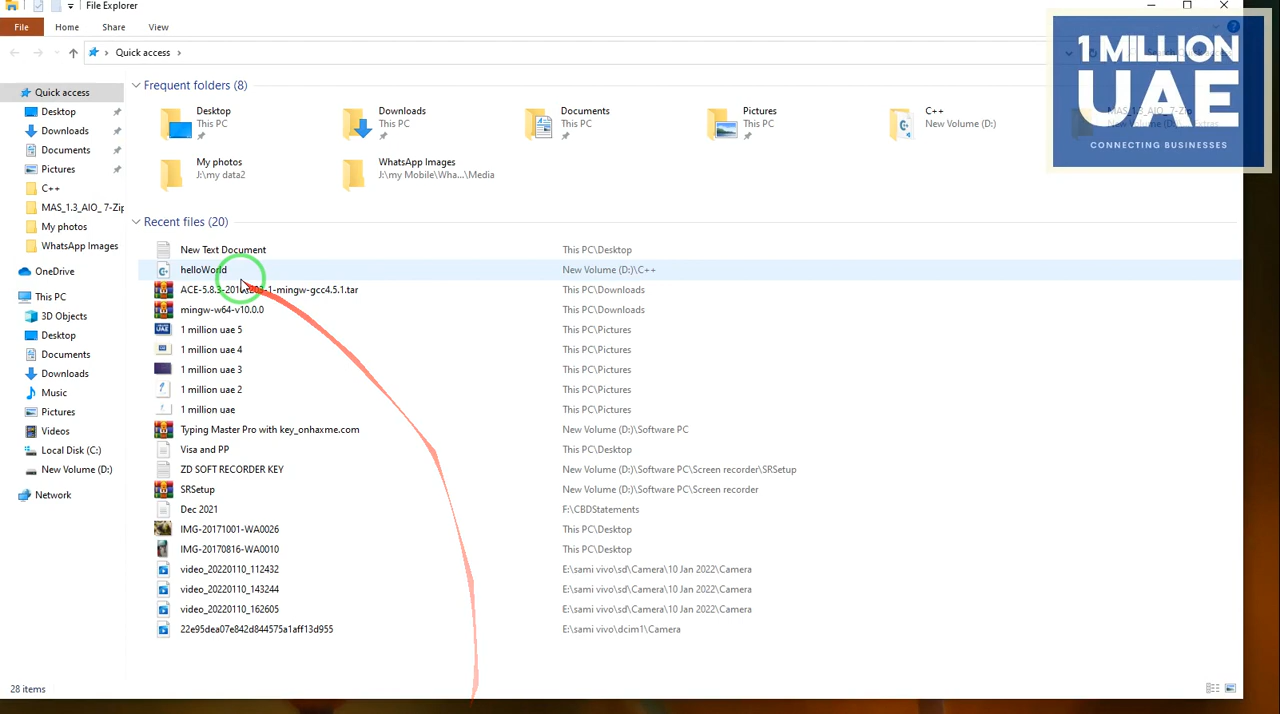 File Explorer
File Home Share View
Quick access
Frequent folders (8)
Desktop
This PC
Downloads
This PC
Documents
This PC
Pictures
This PC
C++
New Volume (D:)
MAS_1.3_AIO_7-Zip
My photos
J:\my data2
WhatsApp Images
J:\my Mobile\Wha...\Media
1 MILLION
UAE
CONNECTING BUSINESSES
Quick access
Desktop
Downloads
Documents
Pictures
C++
MAS_1.3_AIO_ 7-Zip
My photos
WhatsApp Images
OneDrive
This PC
3D Objects
Desktop
Documents
Downloads
Music
Pictures
Videos
Local Disk (C:)
New Volume (D:)
Network
Recent files (20)
New Text Document This PC\Desktop
helloWorld New Volume (D:)\C++
-1-mingw-gcc4.5.1.tar This PC\Downloads
mingw-w64-v10.0.0 This PC\Downloads
1 million uae 5 This PC\Pictures
1 million uae 4 This PC\Pictures
1 million uae 3 This PC\Pictures
1 million uae 2 This PC\Pictures
1 million uae This PC\Pictures
Typing Master Pro with key_onhaxme.com New Volume (D:)\Software PC
Visa and PP This PC\Desktop
ZD SOFT RECORDER KEY New Volume (D:)\Software PC\Screen recorder\SRSetup
SRSetup New Volume (D:)\Software PC\Screen recorder
Dec 2021 F:\CBDStatements
IMG-20171001-WA0026 This PC\Desktop
IMG-20170816-WA0010 This PC\Desktop
video_20220110_112432 E:\sami vivo\sd\Camera\10 Jan 2022\Camera
video_20220110_143244 E:\sami vivo\sd\Camera\10 Jan 2022\Camera
video_20220110_162605 E:\sami vivo\sd\Camera\10 Jan 2022\Camera
22e95dea07e842d844575a1aff13d955 E:\sami vivo\dcim1\Camera
28 items